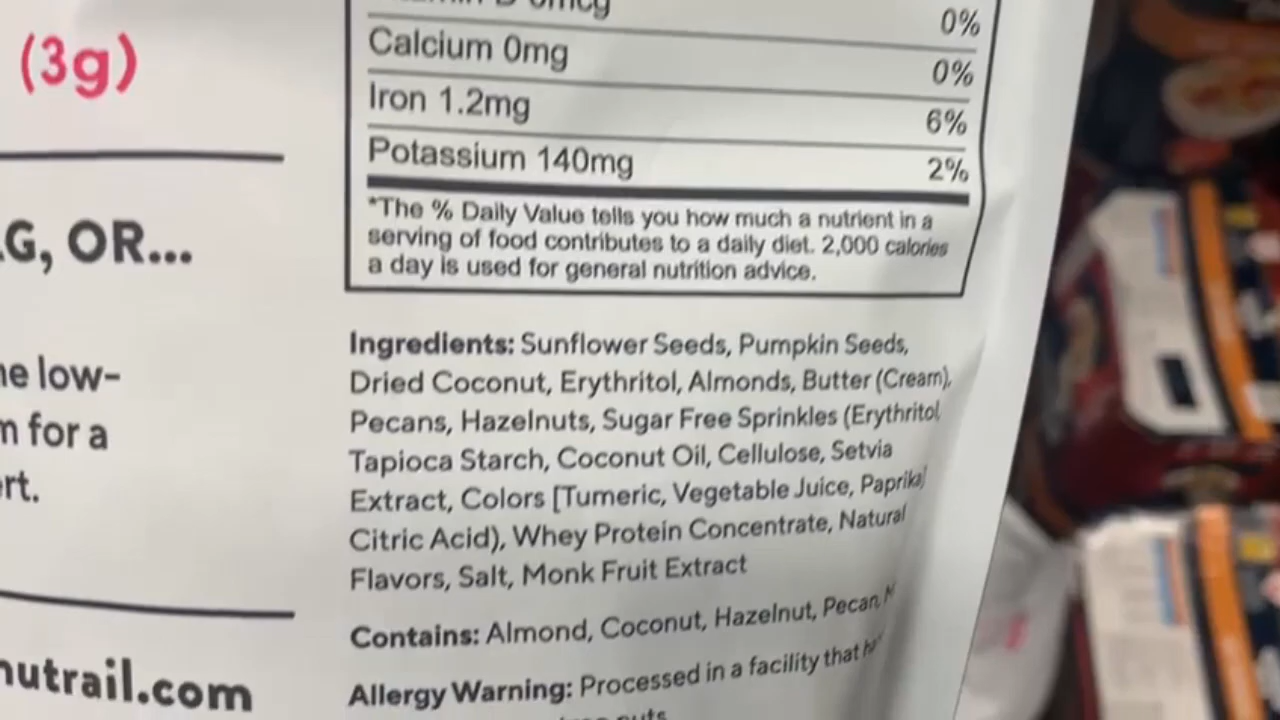 (3g)
G, OR...
low-
for a
nutrail.com
0%
Calcium 0mg 0%
Iron 1.2mg 6%
Potassium 140mg 2%
*The % Daily Value tells you how much a nutrient in a
serving of food contributes to a daily diet. 2,000 calories
a day is used for general nutrition advice.
Ingredients: Sunflower Seeds, Pumpkin Seeds,
Dried Coconut, Erythritol, Almonds, Butter (Cream),
Pecans, Hazelnuts, Sugar Free Sprinkles (Erythritol
Tapioca Starch, Coconut Oil, Cellulose, Setvia
Extract, Colors [Tumeric, Vegetable Juice, Paprika]
Citric Acid), Whey Protein Concentrate, Natural
Flavors, Salt, Monk Fruit Extract
Contains: Almond, Coconut, Hazelnut, Pecan
Allergy Warning: Processed in a facility that